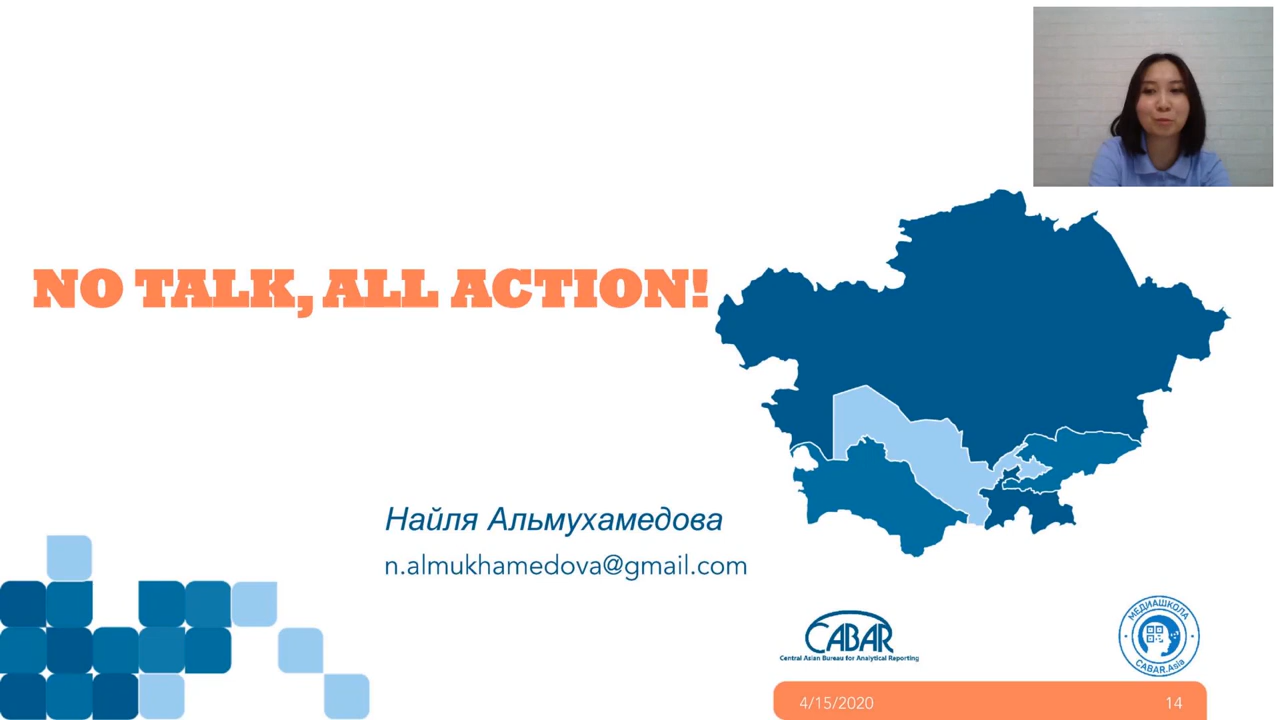 NO TALK, ALL ACTION!
Найля Альмухамедова
n.almukhamedova@gmail.com
CABAR
Central Asian Bureau for Analytical Reporting
МЕДИАШКОЛА
CABAR.Asia
4/15/2020
14